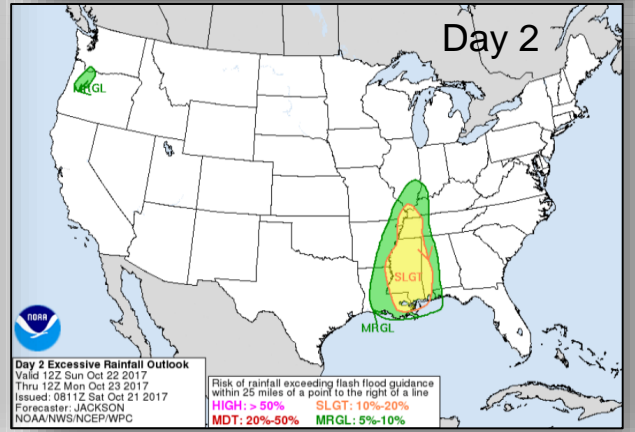 Day 2
MRGL
SLGT
MRGL
NOAA
Day 2 Excessive Rainfall Outlook
Valid 12Z Sun Oct 22 2017
Thru 12Z Mon Oct 23 2017
Issued: 0811Z Sat Oct 21 2017
Forecaster: JACKSON
NOAA/NWS/NCEP/WPC
Risk of rainfall exceeding flash flood guidance
within 25 miles of a point to the right of a line
HIGH: > 50% SLGT: 10%-20%
MDT: 20%-50% MRGL: 5%-10%